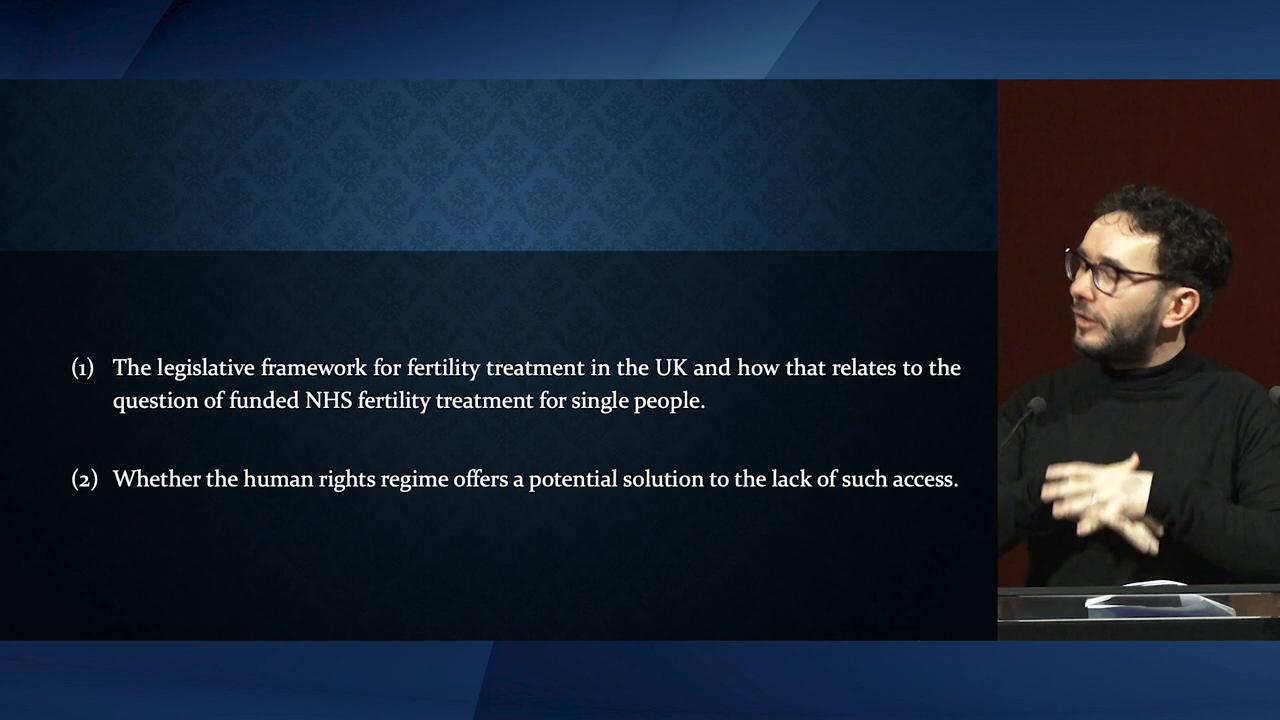 (1) The legislative framework for fertility treatment in the UK and how that relates to the
question of funded NHS fertility treatment for single people.
(2) Whether the human rights regime offers a potential solution to the lack of such access.